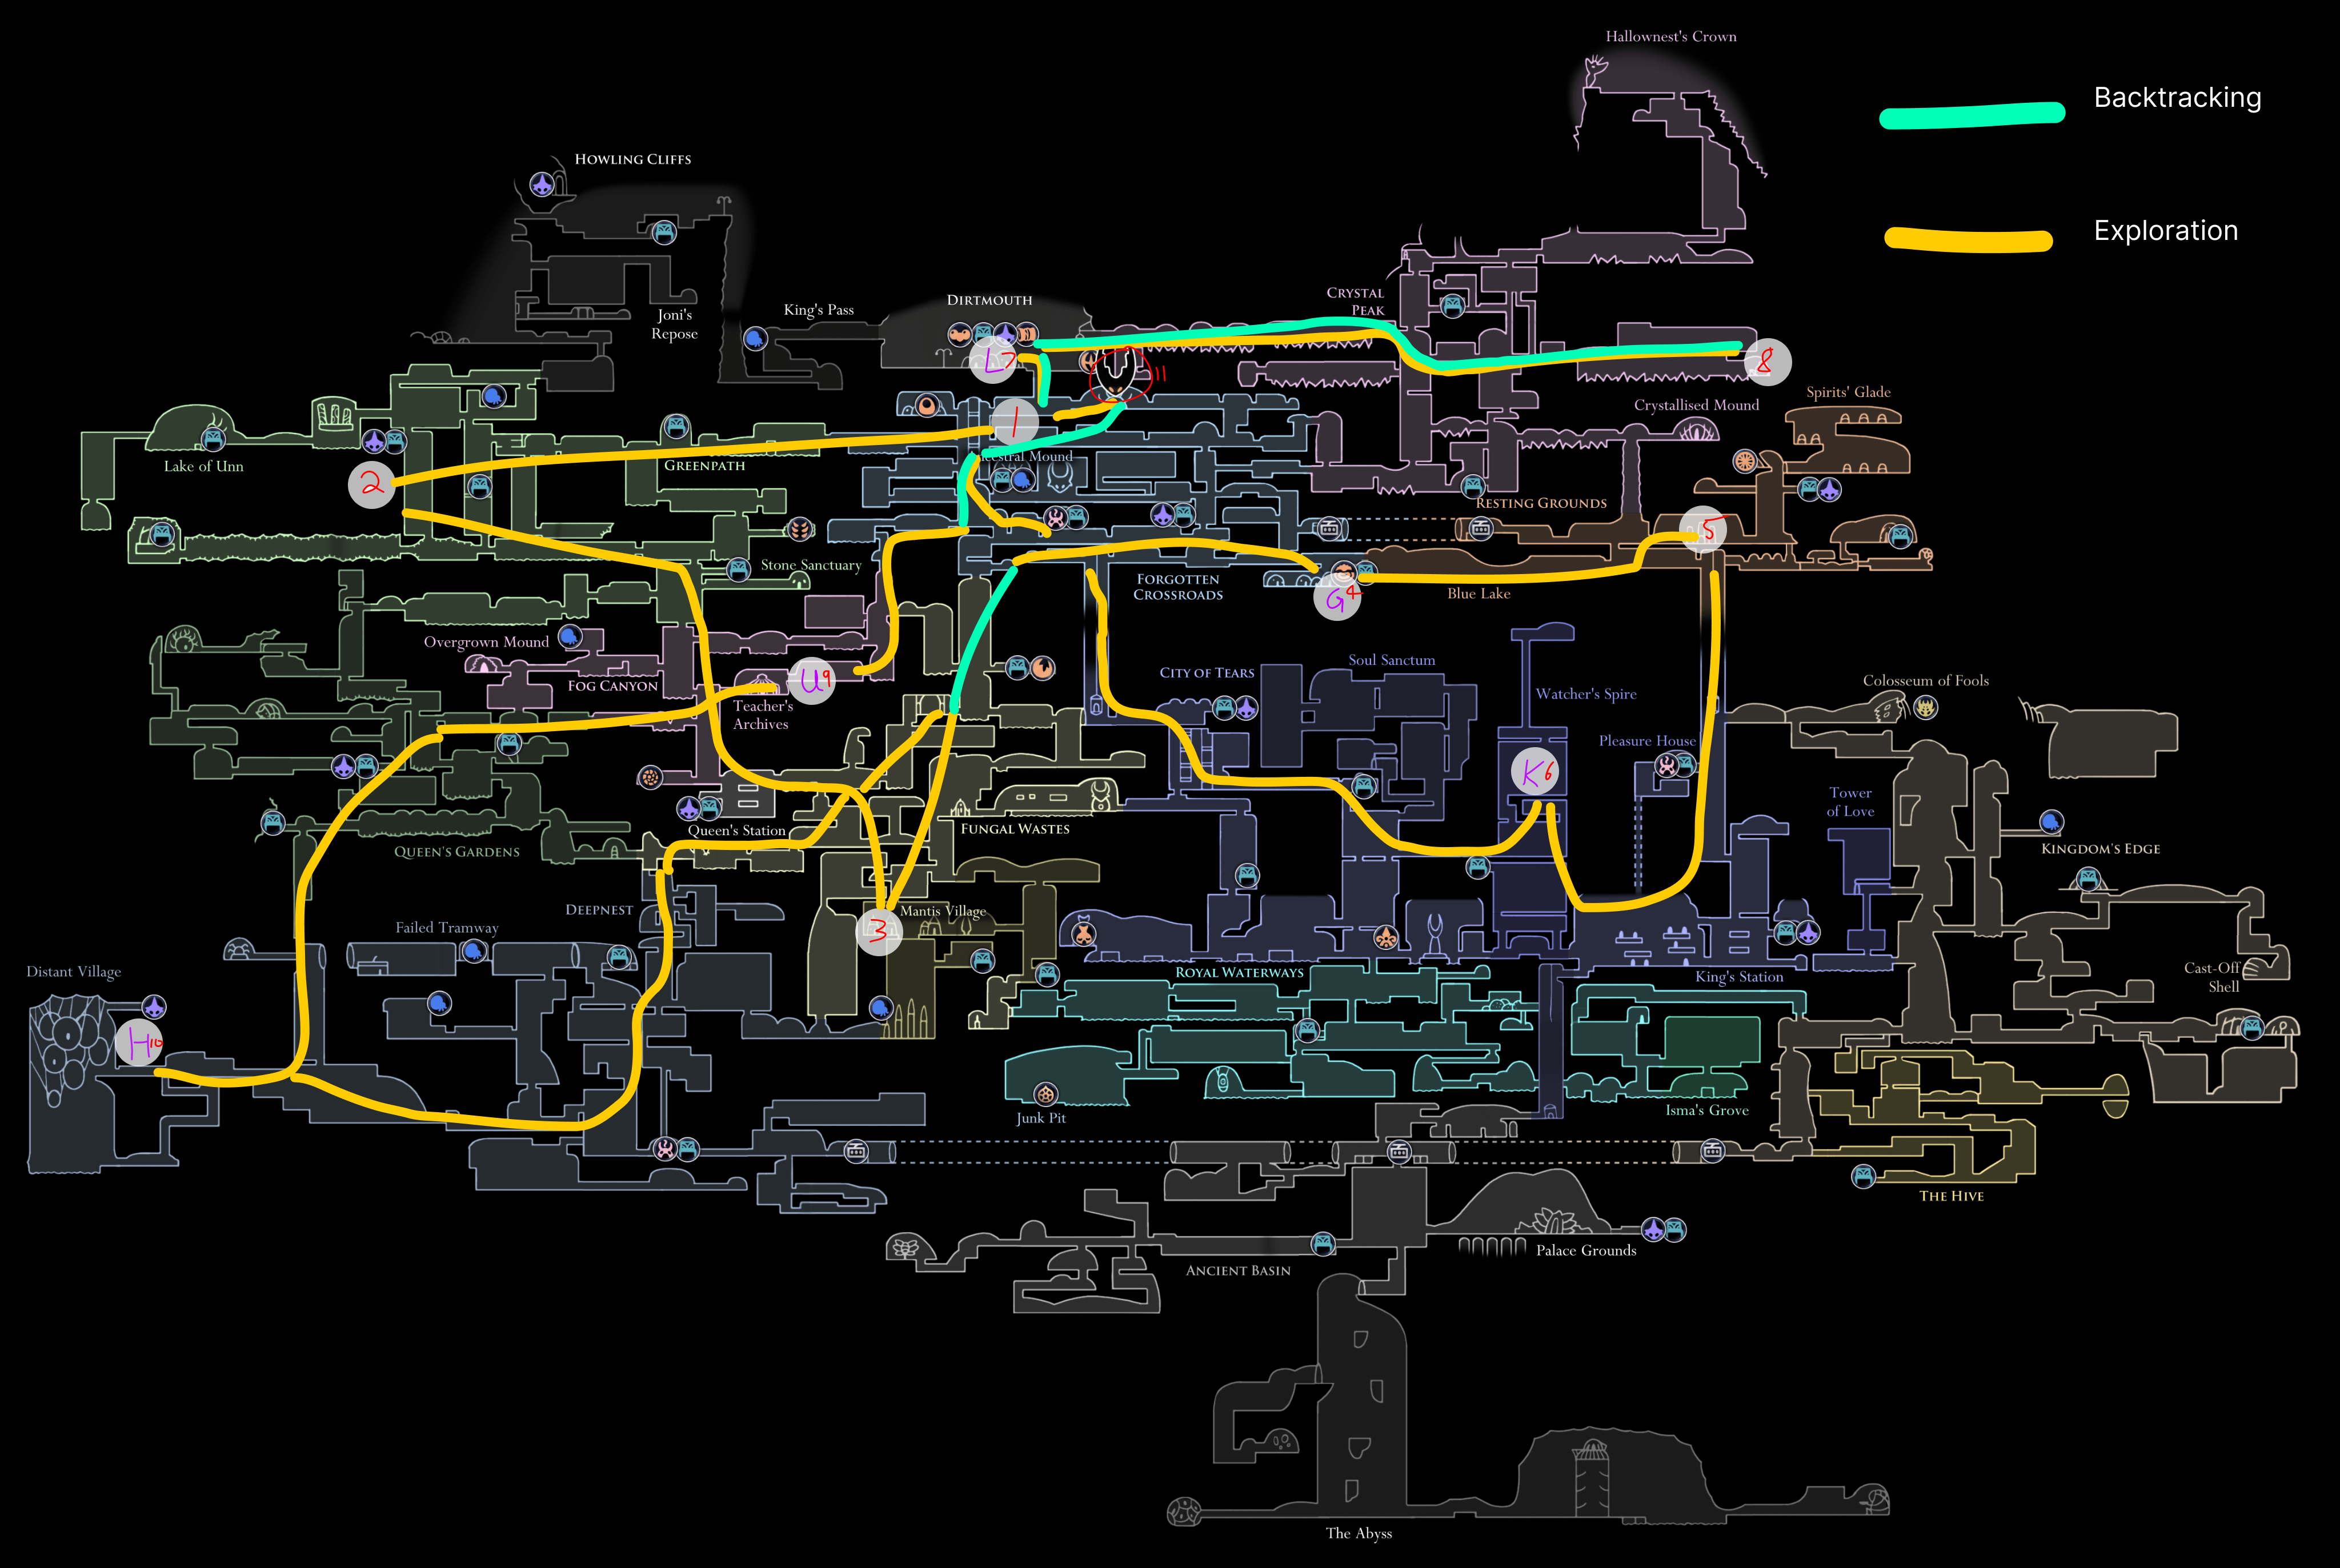 Hallownest's Crown
Backtracking
HOWLING CLIFFS
Exploration
CRYSTAL
PEAK
DIRTMOUTH
King's Pass
Joni's
Repose
L7
11
8
Spirits' Glade
Crystallised Mound
1
Lake of Unn
GREENPATH
cestral Mound
2
RESTING GROUNDS
5
Stone Sanctuary
FORGOTTEN
CROSSROADS
G4
Blue Lake
Overgrown Mound
FOG CANYON
U9
Teacher's
Archives
CITY OF TEARS
Soul Sanctum
Watcher's Spire
Colosseum of Fools
Pleasure House
K6
Tower
of Love
Queen's Station
FUNGAL WASTES
QUEEN'S GARDENS
KINGDOM'S EDGE
DEEPNEST
Mantis Village
3
Failed Tramway
Distant Village
ROYAL WATERWAYS
King's Station
Cast-Off
Shell
H10
Junk Pit
Isma's Grove
THE HIVE
Palace Grounds
ANCIENT BASIN
The Abyss